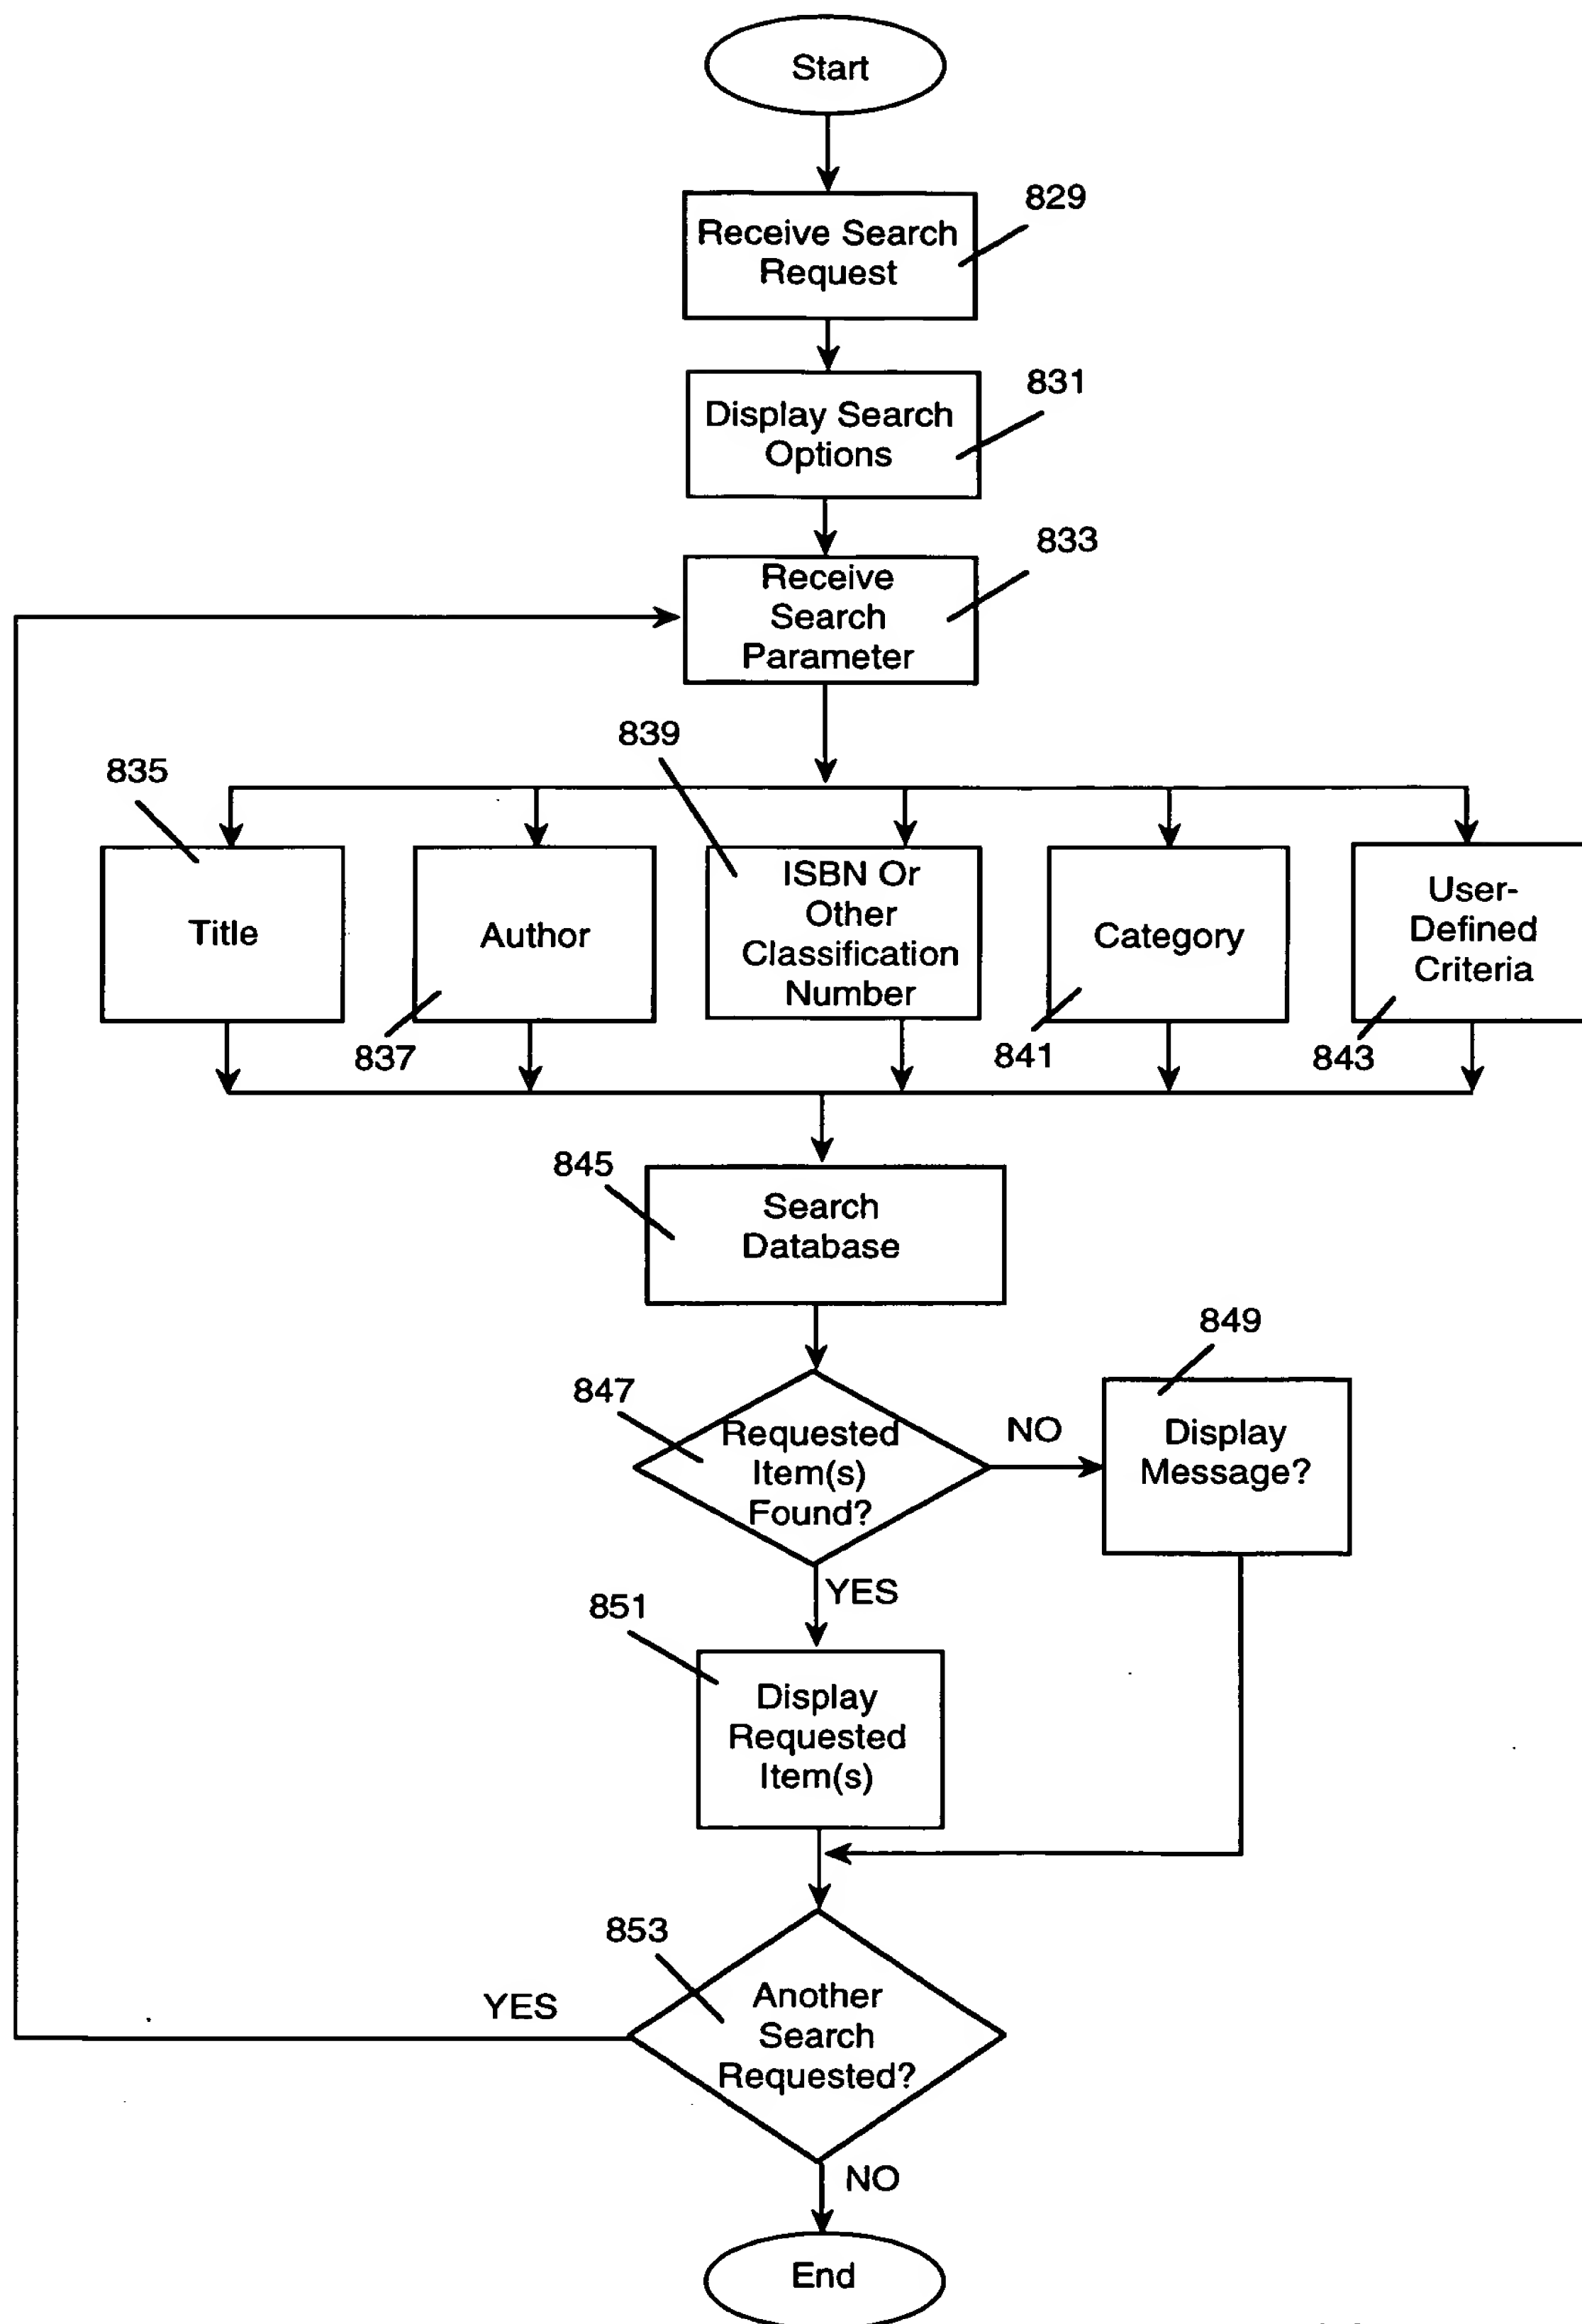 Start
829
Receive Search
Request
831
Display Search
Options
833
Receive
Search
Parameter
839
835
Title
Author
ISBN Or
Other
Classification
Number
Category
User-
Defined
Criteria
837
841
843
845
Search
Database
849
847
Requested
Item(s)
Found?
NO
Display
Message?
YES
851
Display
Requested
Item(s)
853
YES
Another
Search
Requested?
NO
End